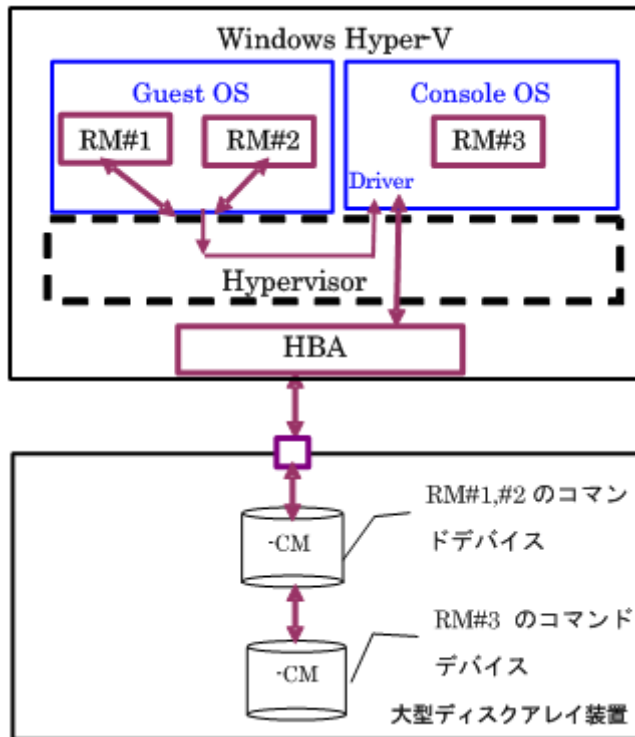 Windows Hyper-V
Guest OS
Console OS
RM#1
RM#2
RM#3
Driver
Hypervisor
HBA
-CM
RM#1,#2 のコマン
ドデバイス
-CM
RM#3 のコマンド
デバイス
大型ディスクアレイ装置